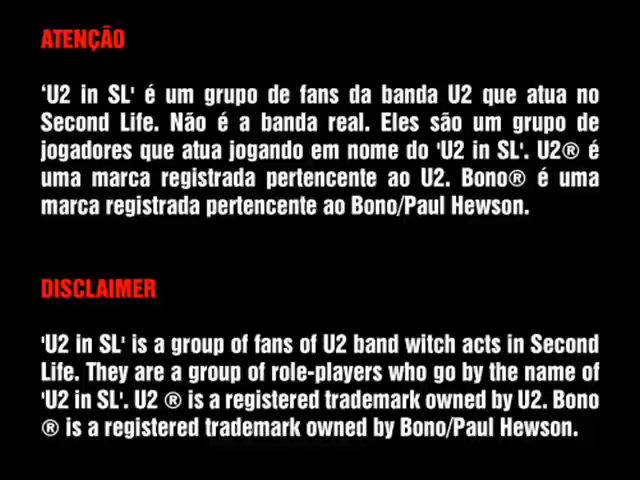 ATENÇÃO
‘U2 in SL' é um grupo de fans da banda U2 que atua no
Second Life. Não é a banda real. Eles são um grupo de
jogadores que atua jogando em nome do 'U2 in SL'. U2® é
uma marca registrada pertencente ao U2. Bono® é uma
marca registrada pertencente ao Bono/Paul Hewson.
DISCLAIMER
'U2 in SL' is a group of fans of U2 band witch acts in Second
Life. They are a group of role-players who go by the name of
'U2 in SL'. U2 ® is a registered trademark owned by U2. Bono
® is a registered trademark owned by Bono/Paul Hewson.